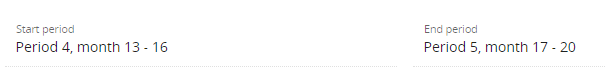 Start period
Period 4, month 13 - 16
End period
Period 5, month 17 - 20